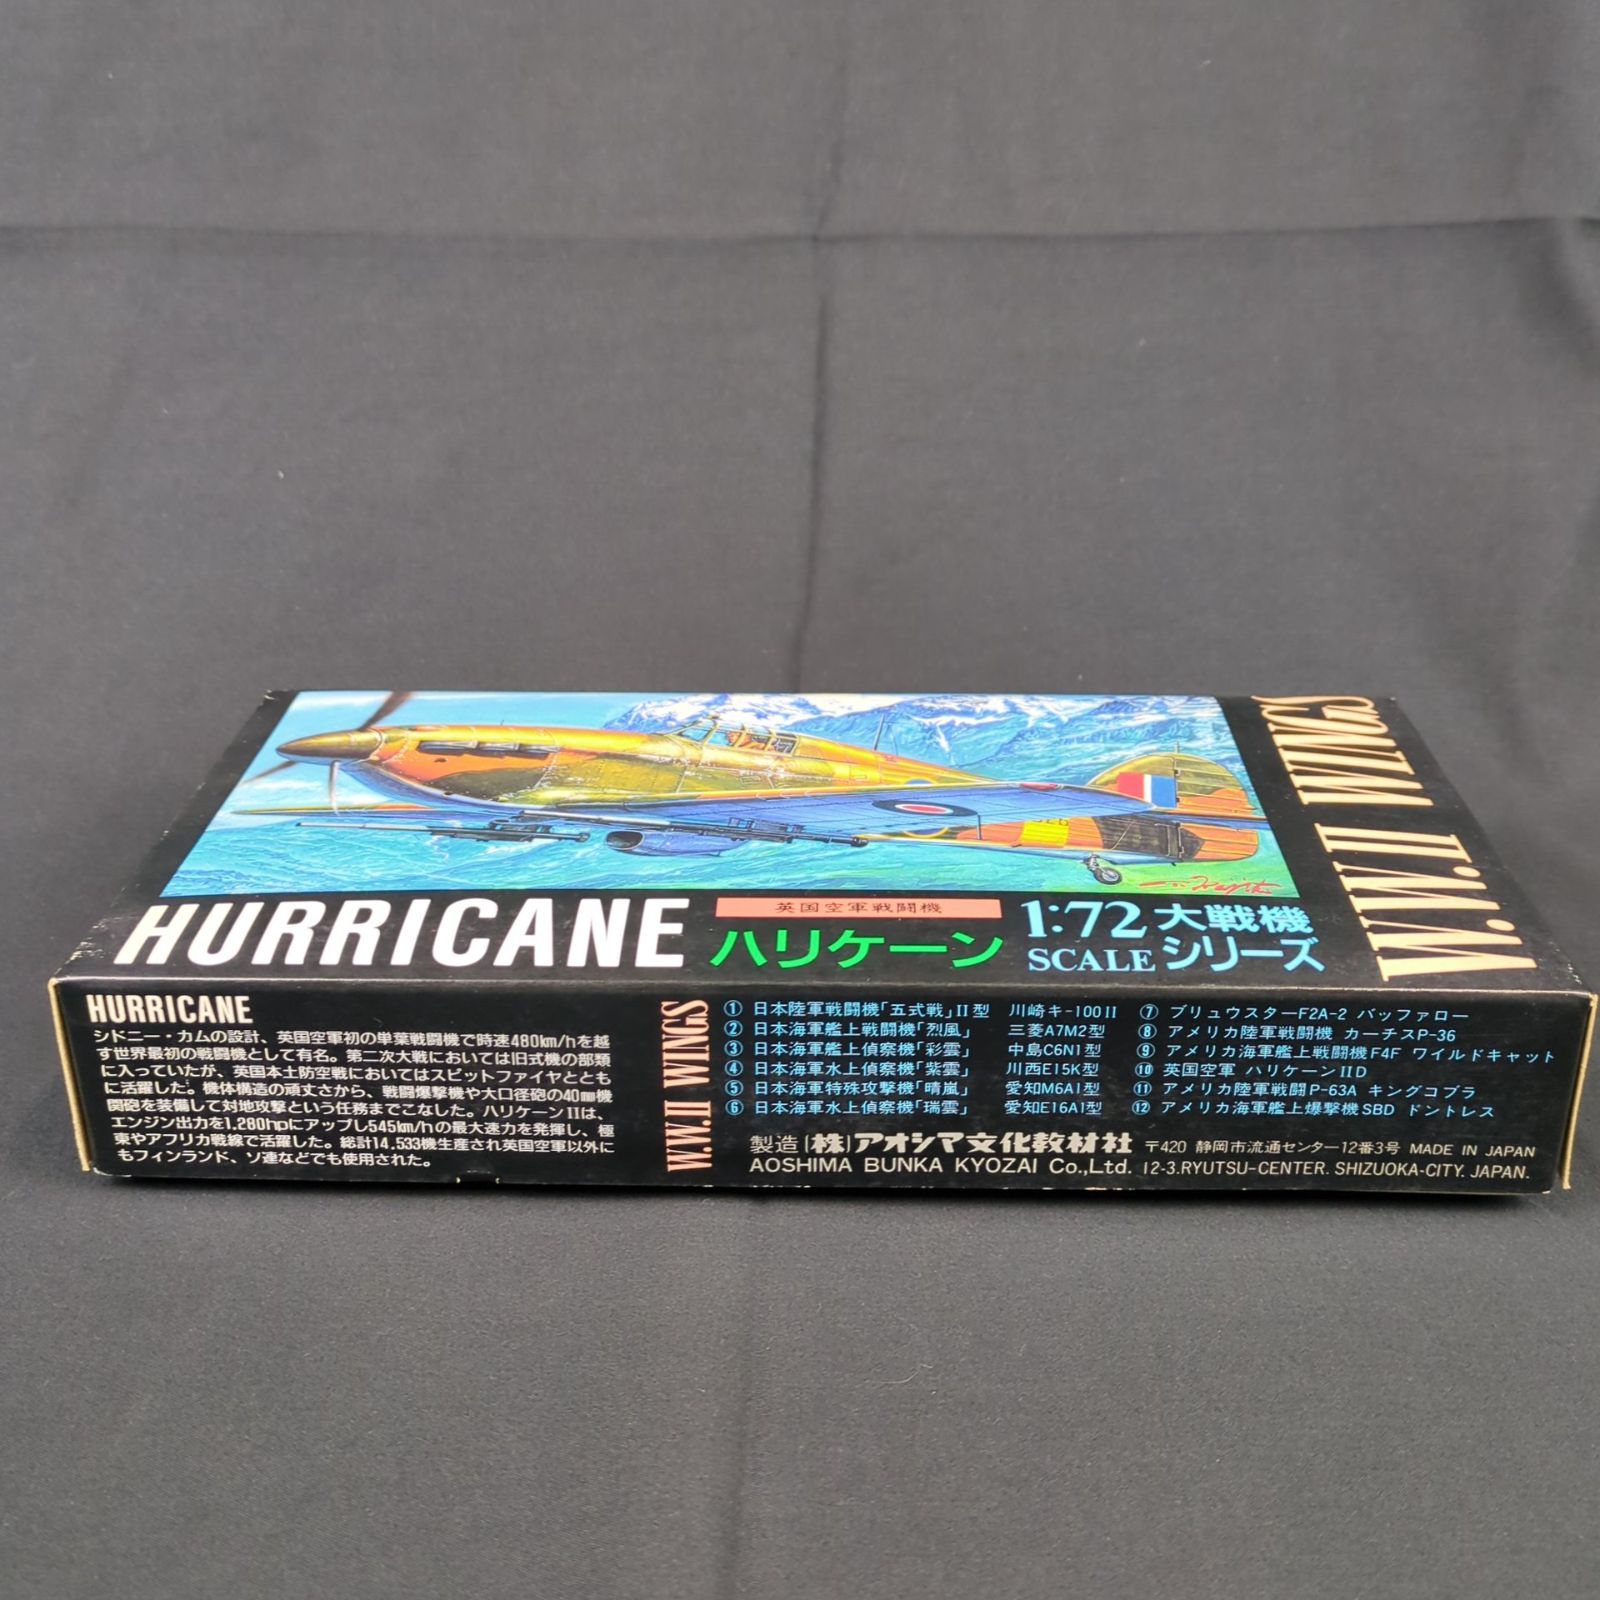 W.W.II WINGS
HURRICANE
英国空軍戦闘機
ハリケーン
1:72 大戦機
SCALE シリーズ
HURRICANE
シドニー・カムの設計、英国空軍初の単葉戦闘機で時速480km/hを越
す世界最初の戦闘機として有名。第二次大戦においては旧式機の部類
に入っていたが、英国本土防空戦においてはスピットファイヤととも
に活躍した。機体構造の頑丈さから、戦闘爆撃機や大口径砲の40mm機
関砲を装備して対地攻撃という任務までこなした。ハリケーンIIは、
エンジン出力を1,280hpにアップし545km/hの最大速力を発揮し、極
東やアフリカ戦線で活躍した。総計14,533機生産され英国空軍以外に
もフィンランド、ソ連などでも使用された。
W.W.II WINGS
① 日本陸軍戦闘機「五式戦」II型 川崎キ-100II
② 日本海軍艦上戦闘機「烈風」 三菱A7M2型
③ 日本海軍艦上偵察機「彩雲」 中島C6N1型
④ 日本海軍水上偵察機「紫雲」 川西E15K型
⑤ 日本海軍特殊攻撃機「晴嵐」 愛知M6A1型
⑥ 日本海軍水上偵察機「瑞雲」 愛知E16A1型
⑦ ブリュウスターF2A-2 バッファロー
⑧ アメリカ陸軍戦闘機 カーチスP-36
⑨ アメリカ海軍艦上戦闘機F4F ワイルドキャット
⑩ 英国空軍 ハリケーンIID
⑪ アメリカ陸軍戦闘P-63A キングコブラ
⑫ アメリカ海軍艦上爆撃機SBD ドントレス
製造 (株)アオシマ文化教材社 〒420 静岡市流通センター12番3号 MADE IN JAPAN
AOSHIMA BUNKA KYOZAI Co.,Ltd. 12-3.RYUTSU-CENTER. SHIZUOKA-CITY. JAPAN.